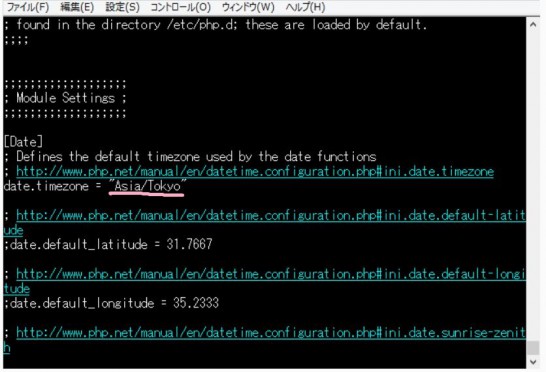 ファイル(F) 編集(E) 設定(S) コントロール(O) ウィンドウ(W) ヘルプ(H)
; found in the directory /etc/php.d; these are loaded by default.
;;;;
;;;;;;;;;;;;;;;;;;;
; Module Settings ;
;;;;;;;;;;;;;;;;;;;
[Date]
; Defines the default timezone used by the date functions
; http://www.php.net/manual/en/datetime.configuration.php#ini.date.timezone
date.timezone = "Asia/Tokyo"
; http://www.php.net/manual/en/datetime.configuration.php#ini.date.default-latit
ude
;date.default_latitude = 31.7667
; http://www.php.net/manual/en/datetime.configuration.php#ini.date.default-longi
tude
;date.default_longitude = 35.2333
; http://www.php.net/manual/en/datetime.configuration.php#ini.date.sunrise-zenit
h